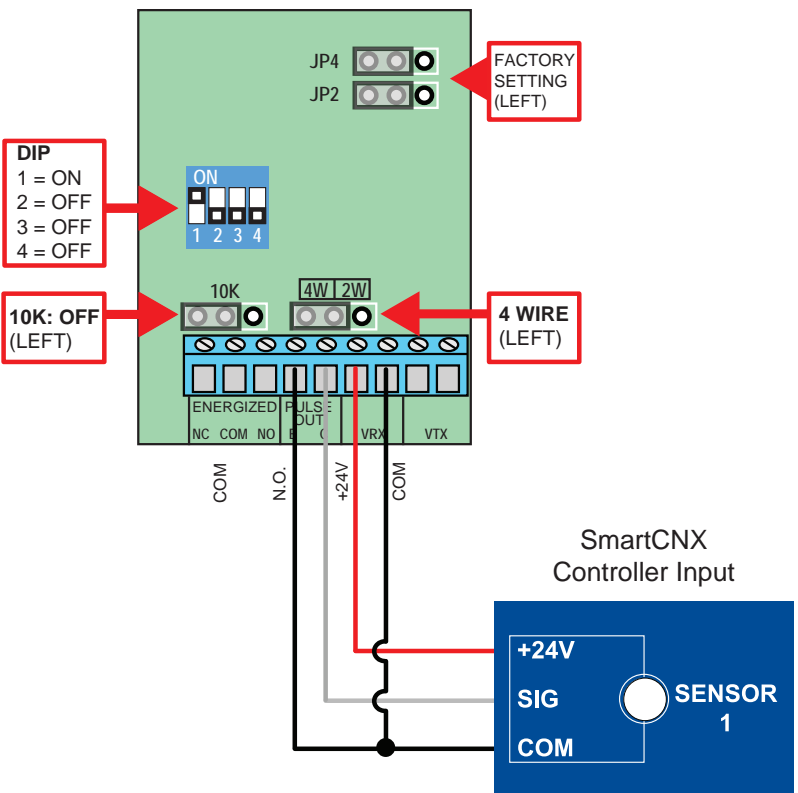 JP4
JP2
FACTORY
SETTING
(LEFT)
DIP
1 = ON
2 = OFF
3 = OFF
4 = OFF
ON
1 2 3 4
10K
4W 2W
10K: OFF
(LEFT)
4 WIRE
(LEFT)
ENERGIZED
PULSE
OUT
NC COM NO E C VRX VTX
COM
N.O.
+24V
COM
SmartCNX
Controller Input
+24V
SIG
COM
SENSOR
1